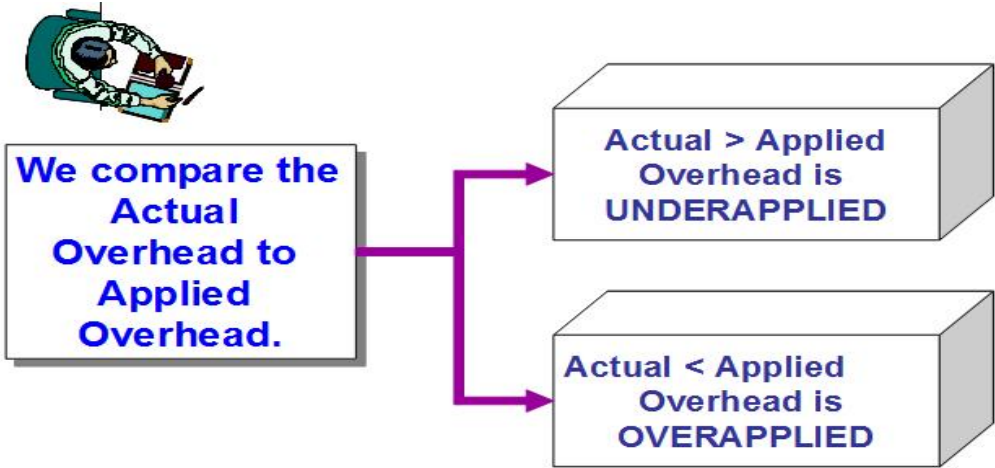 We compare the
Actual
Overhead to
Applied
Overhead.
Actual > Applied
Overhead is
UNDERAPPLIED
Actual < Applied
Overhead is
OVERAPPLIED